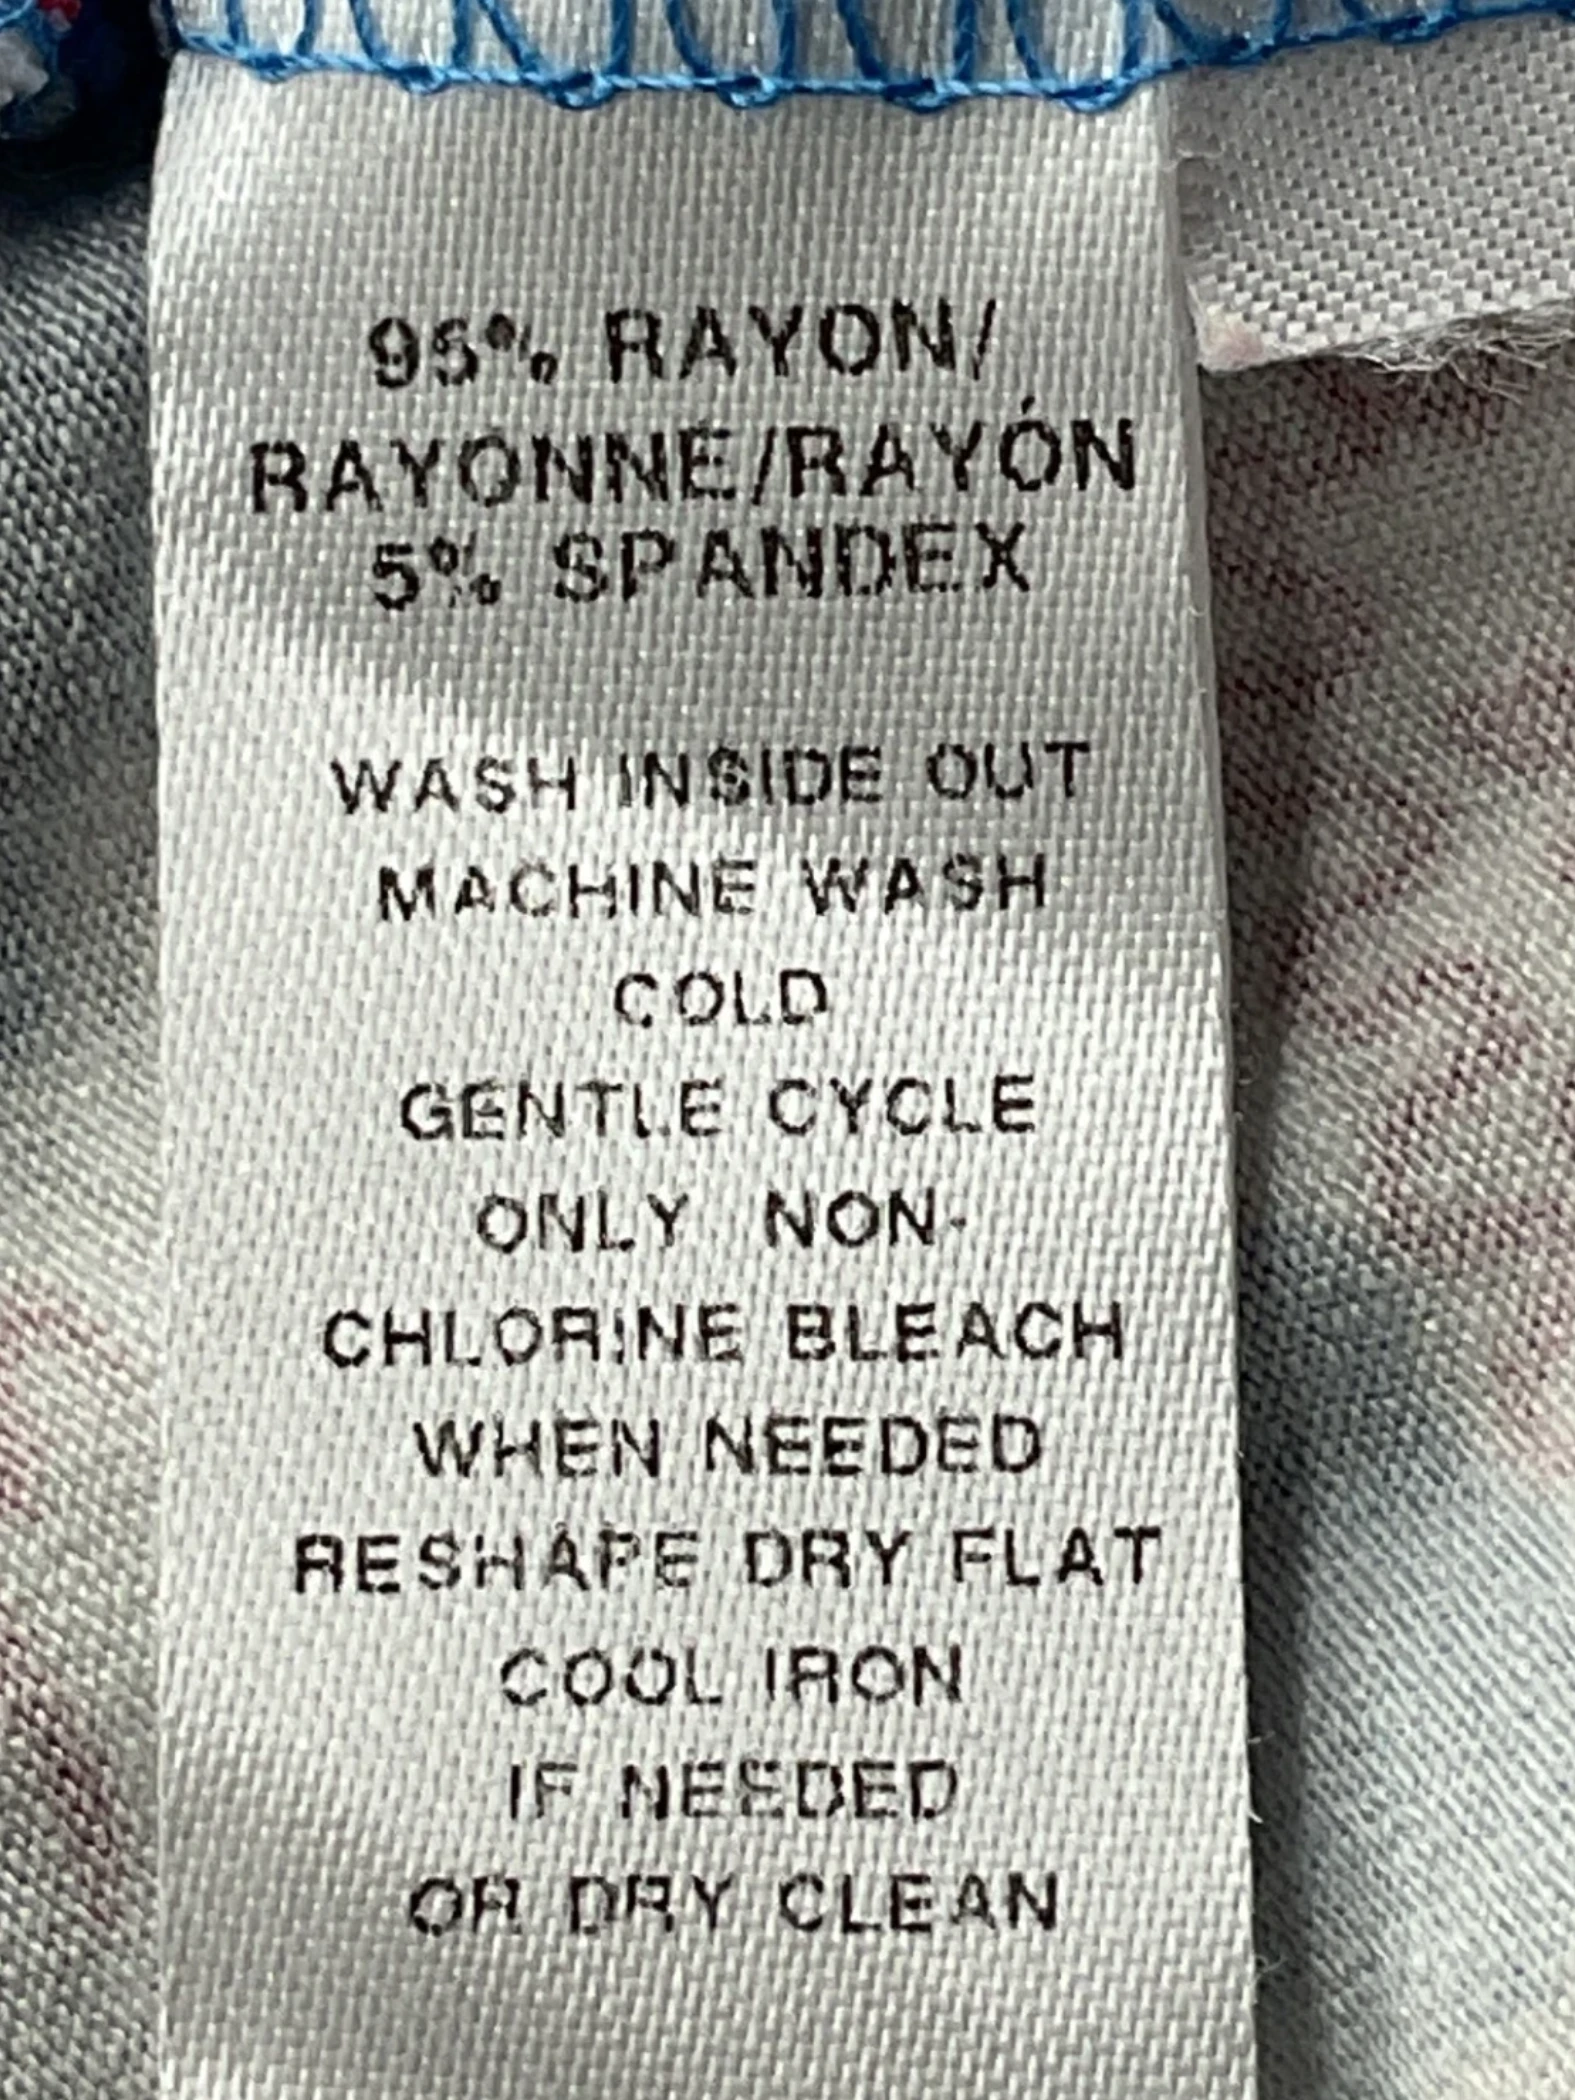 95% RAYON/
RAYONNE/RAYÓN
5% SPANDEX
WASH INSIDE OUT
MACHINE WASH
COLD
GENTLE CYCLE
ONLY NON-
CHLORINE BLEACH
WHEN NEEDED
RESHAPE DRY FLAT
COOL IRON
IF NEEDED
OR DRY CLEAN